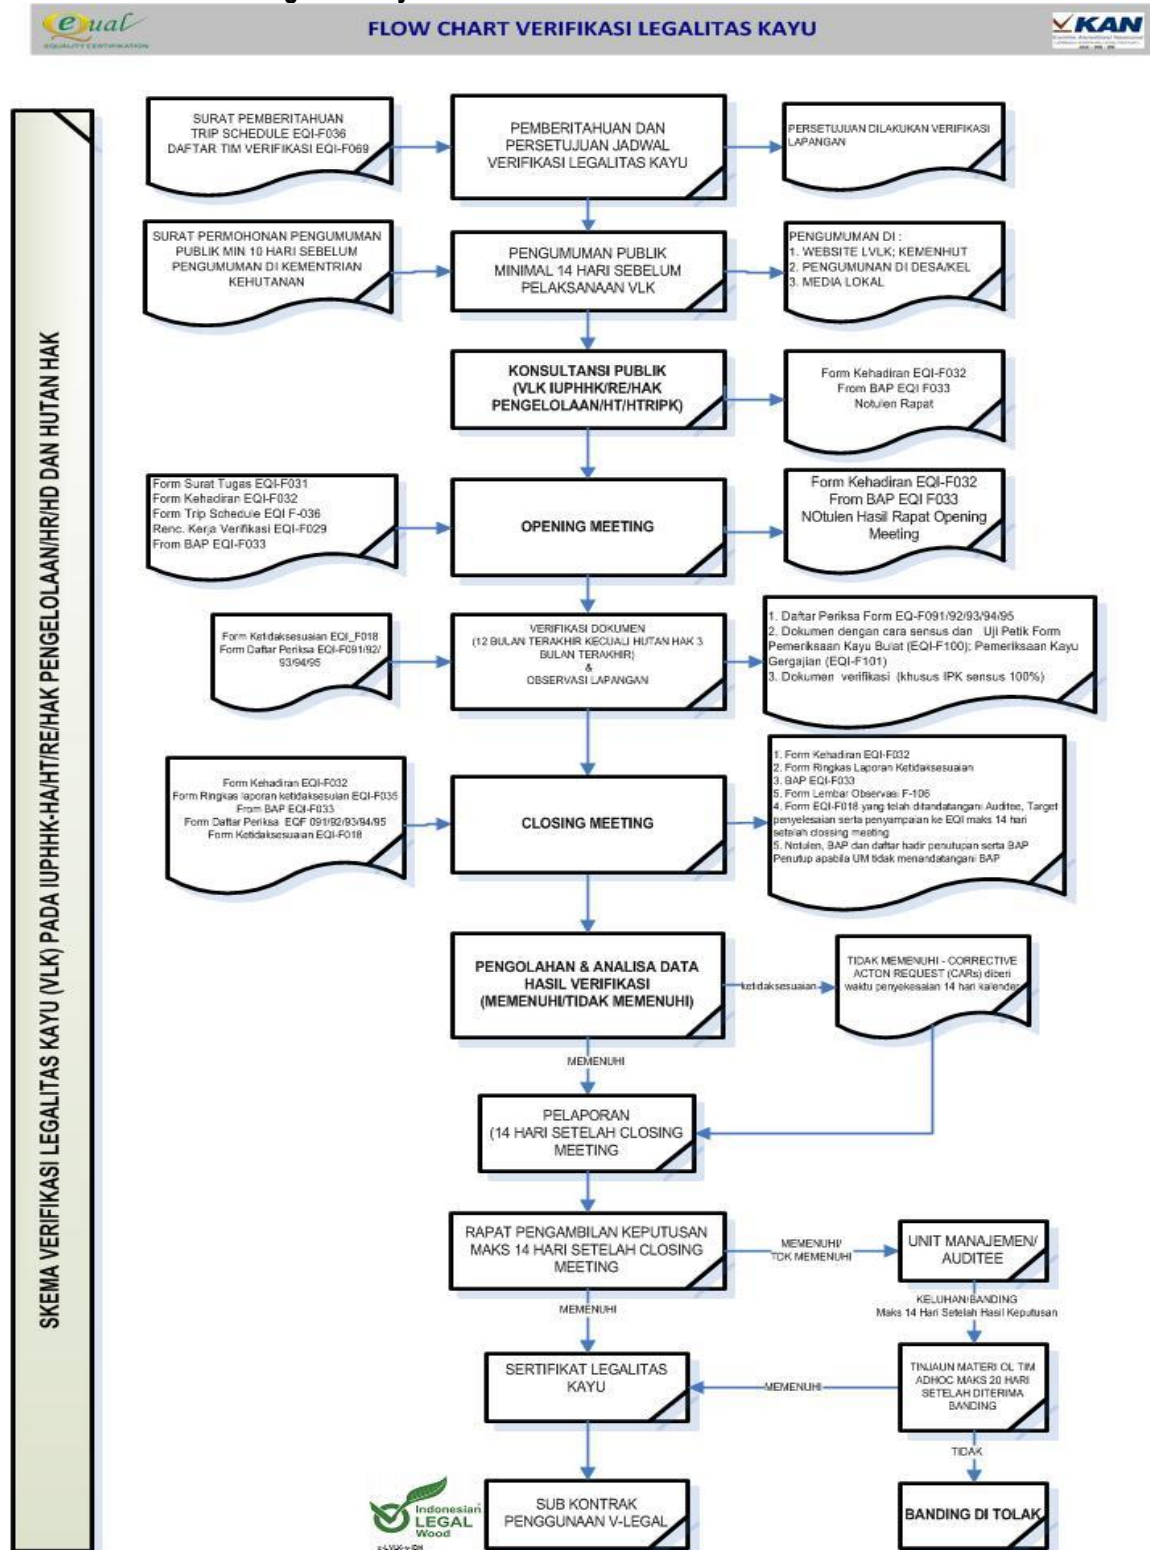 Equal
EQUALITY CERTIFICATION
FLOW CHART VERIFIKASI LEGALITAS KAYU
KAN
Komite Akreditasi Nasional
SKEMA VERIFIKASI LEGALITAS KAYU (VLK) PADA IUPHHK-HA/HT/RE/HAK PENGELOLAAN/HR/HD DAN HUTAN HAK
SURAT PEMBERITAHUAN
TRIP SCHEDULE EQI-F036
DAFTAR TIM VERIFIKASI EQI-F069
PEMBERITAHUAN DAN
PERSETUJUAN JADWAL
VERIFIKASI LEGALITAS KAYU
PERSETUJUAN DILAKUKAN VERIFIKASI
LAPANGAN
SURAT PERMOHONAN PENGUMUMAN
PUBLIK MIN 10 HARI SEBELUM
PENGUMUMAN DI KEMENTRIAN
KEHUTANAN
PENGUMUMAN PUBLIK
MINIMAL 14 HARI SEBELUM
PELAKSANAAN VLK
PENGUMUMAN DI :
1. WEBSITE LVLK; KEMENHUT
2. PENGUMUNAN DI DESA/KEL
3. MEDIA LOKAL
KONSULTANSI PUBLIK
(VLK IUPHHK/RE/HAK
PENGELOLAAN/HT/HTRIPK)
Form Kehadiran EQI-F032
From BAP EQI F033
Notulen Rapat
Form Surat Tugas EQI-F031
Form Kehadiran EQI-F032
Form Trip Schedule EQI F-036
Renc. Kerja Verifikasi EQI-F029
From BAP EQI-F033
OPENING MEETING
Form Kehadiran EQI-F032
From BAP EQI F033
NOtulen Hasil Rapat Opening
Meeting
Form Ketidaksesuaian EQI_F018
Form Daftar Periksa EQI-F091/92/
93/94/95
VERIFIKASI DOKUMEN
(12 BULAN TERAKHIR KECUALI HUTAN HAK 3
BULAN TERAKHIR)
&
OBSERVASI LAPANGAN
1. Daftar Periksa Form EQ-F091/92/93/94/95
2. Dokumen dengan cara sensus dan Uji Petik Form
Pemeriksaan Kayu Bulat (EQI-F100); Pemeriksaan Kayu
Gergajian (EQI-F101)
3. Dokumen verifikasi (khusus IPK sensus 100%)
Form Kehadiran EQI-F032
Form Ringkas laporan ketidaksesuian EQI-F035
From BAP EQI-F033
Form Daftar Periksa EQF 091/92/93/94/95
Form Ketidaksesuaian EQI-F018
CLOSING MEETING
1. Form Kehadiran EQI-F032
2. Form Ringkas Laporan Ketidaksesuaian
3. BAP EQI-F033
5. Form Lembar Observasi F-106
4. Form EQI-F018 yang telah ditandatangani Auditee, Target
penyelesaian serta penyampaian ke EQI maks 14 hari
setelah clossing meeting
5. Notulen, BAP dan daftar hadir penutupan serta BAP
Penutup apabila UM tidak menandatangani BAP
PENGOLAHAN & ANALISA DATA
HASIL VERIFIKASI
(MEMENUHI/TIDAK MEMENUHI)
ketidaksesuaian
TIDAK MEMENUHI - CORRECTIVE
ACTON REQUEST (CARs) diberi
waktu penyekesaian 14 hari kalender
MEMENUHI
PELAPORAN
(14 HARI SETELAH CLOSING
MEETING
RAPAT PENGAMBILAN KEPUTUSAN
MAKS 14 HARI SETELAH CLOSING
MEETING
MEMENUHI/
TDK MEMENUHI
UNIT MANAJEMEN/
AUDITEE
MEMENUHI
KELUHAN/BANDING
Maks 14 Hari Setelah Hasil Keputusan
SERTIFIKAT LEGALITAS
KAYU
MEMENUHI
TINJAUN MATERI OL TIM
ADHOC MAKS 20 HARI
SETELAH DITERIMA
BANDING
TIDAK
Indonesian
LEGAL
Wood
SUB KONTRAK
PENGGUNAAN V-LEGAL
BANDING DI TOLAK